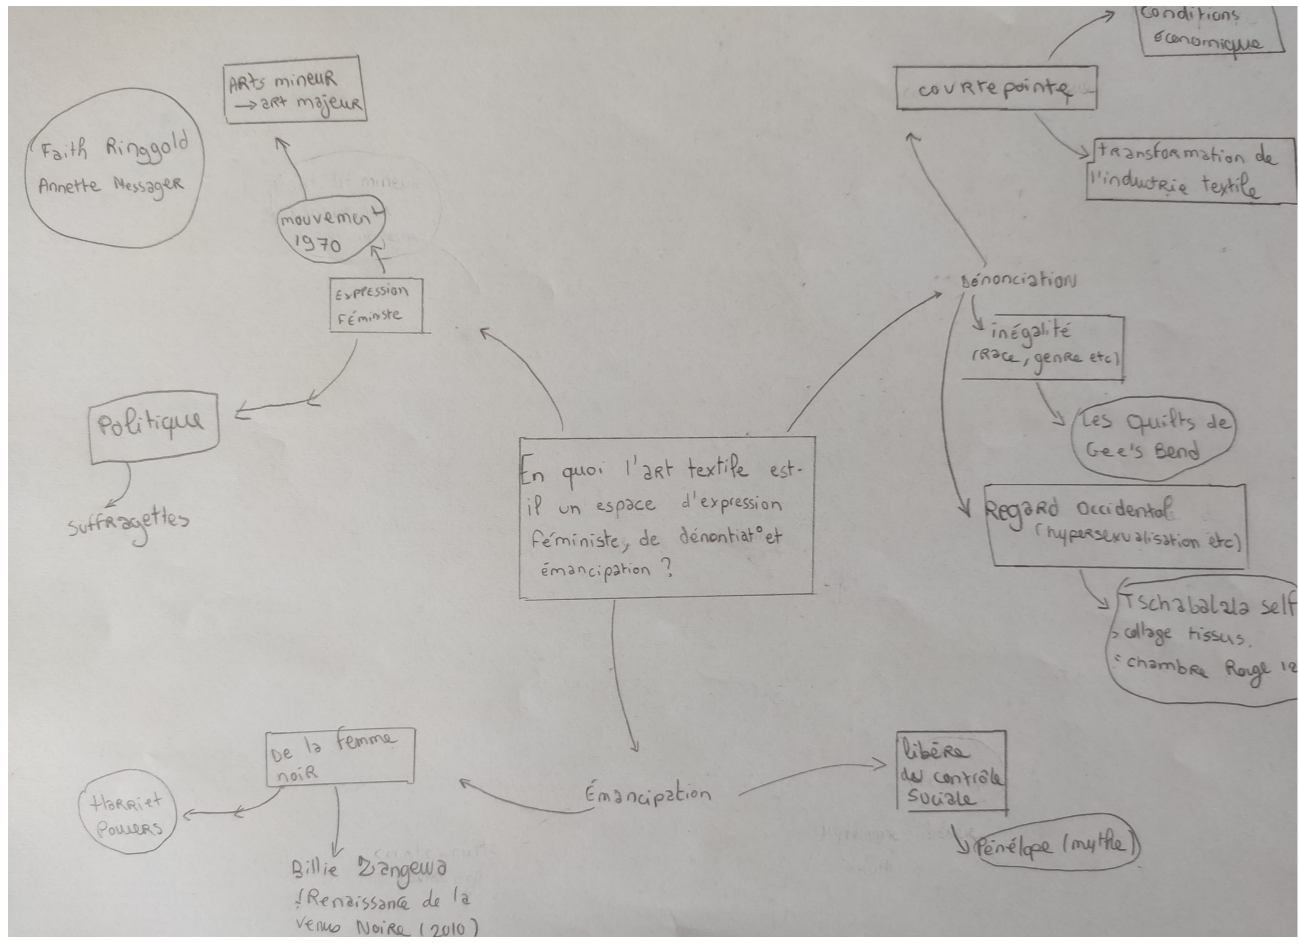 Faith Ringgold
Annette Messager
ARTs mineuR
→ aRt majeuR
mouvement
1970
ExPRESSION
FÉMINISTE
Politique
SuffRagettes
En quoi l'aRt textile est-
il un espace d'expression
féministe, de dénontiat° et
émancipation ?
Dénonciation
couRtepointe
conditions
économique
tRansfoRmation de
l'inductRie textile
inégalité
(Race, genRe etc)
Les Quilts de
Gee's Bend
RegaRd occidental
(hypersexualisation etc)
Tschabalala self
collage tissus.
chambRe Rouge
Émancipation
De la femme
noiR
HaRRiet
Powers
Billie Zangewa
Renaissance de la
Venus NoiRe (2010)
libèRe
du contrôle
Sociale
Pénélope (mythe)